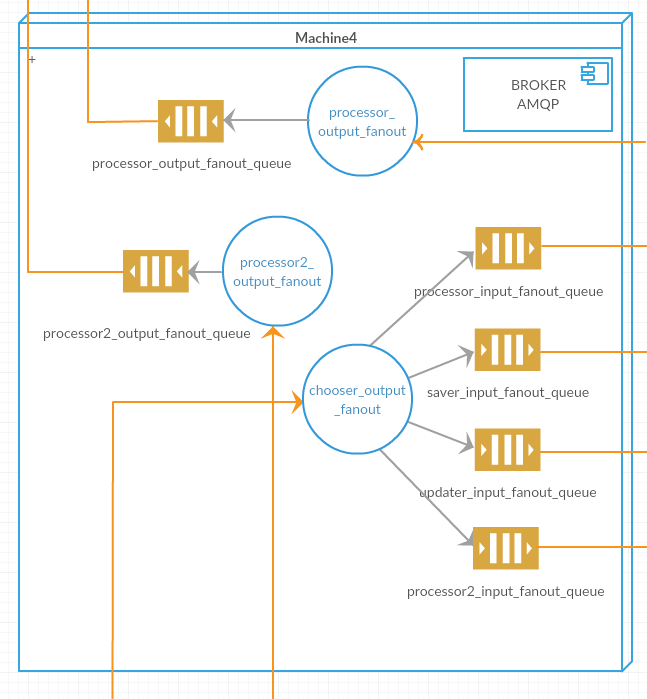 Machine4
+
BROKER
AMQP
processor_
output_fanout
processor_output_fanout_queue
processor2_
output_fanout
processor2_output_fanout_queue
processor_input_fanout_queue
chooser_output
_fanout
saver_input_fanout_queue
updater_input_fanout_queue
processor2_input_fanout_queue